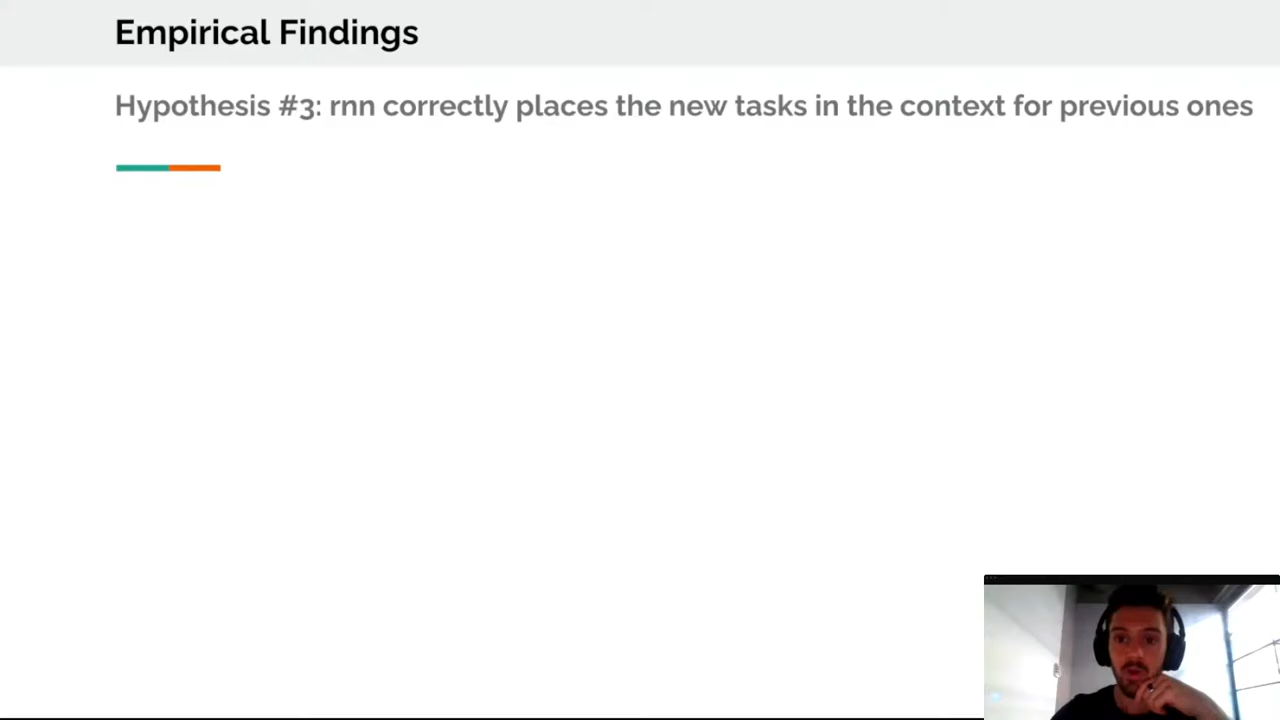 Empirical Findings
Hypothesis #3: rnn correctly places the new tasks in the context for previous ones